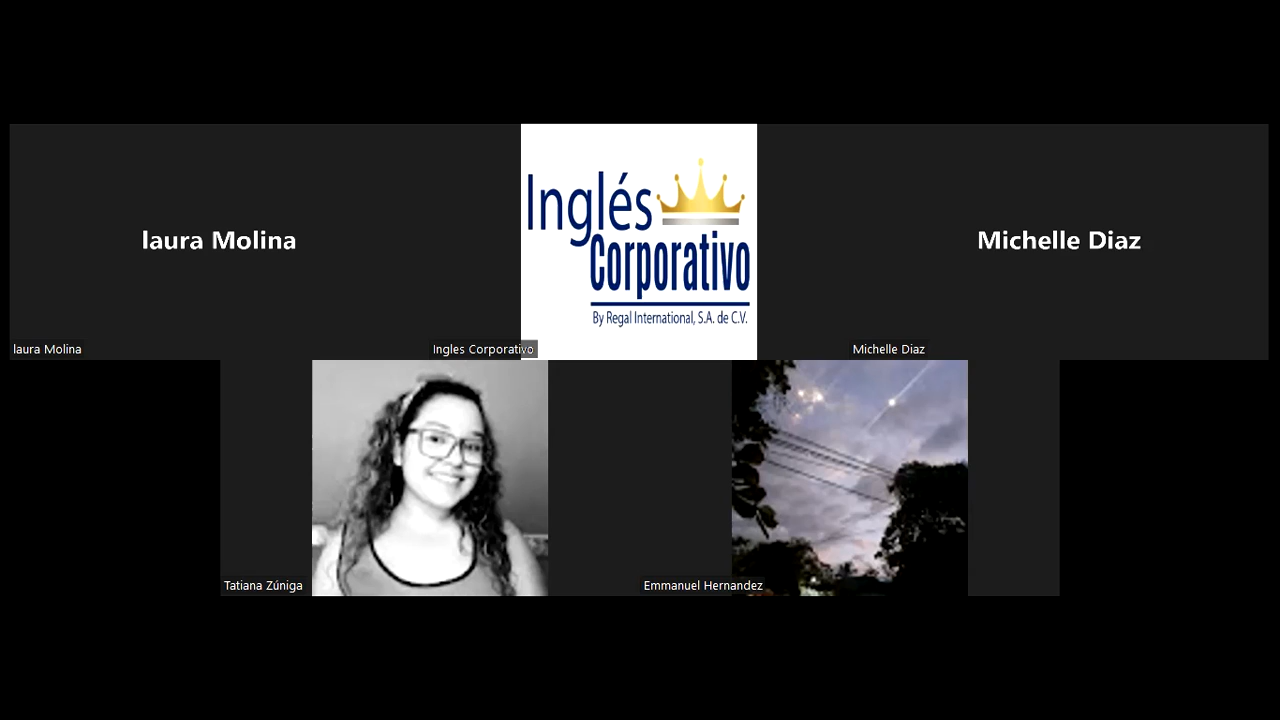 laura Molina
Inglés
Corporativo
By Regal International, S.A. de C.V.
Michelle Diaz
laura Molina
Ingles Corporativo
Michelle Diaz
Tatiana Zúniga
Emmanuel Hernandez